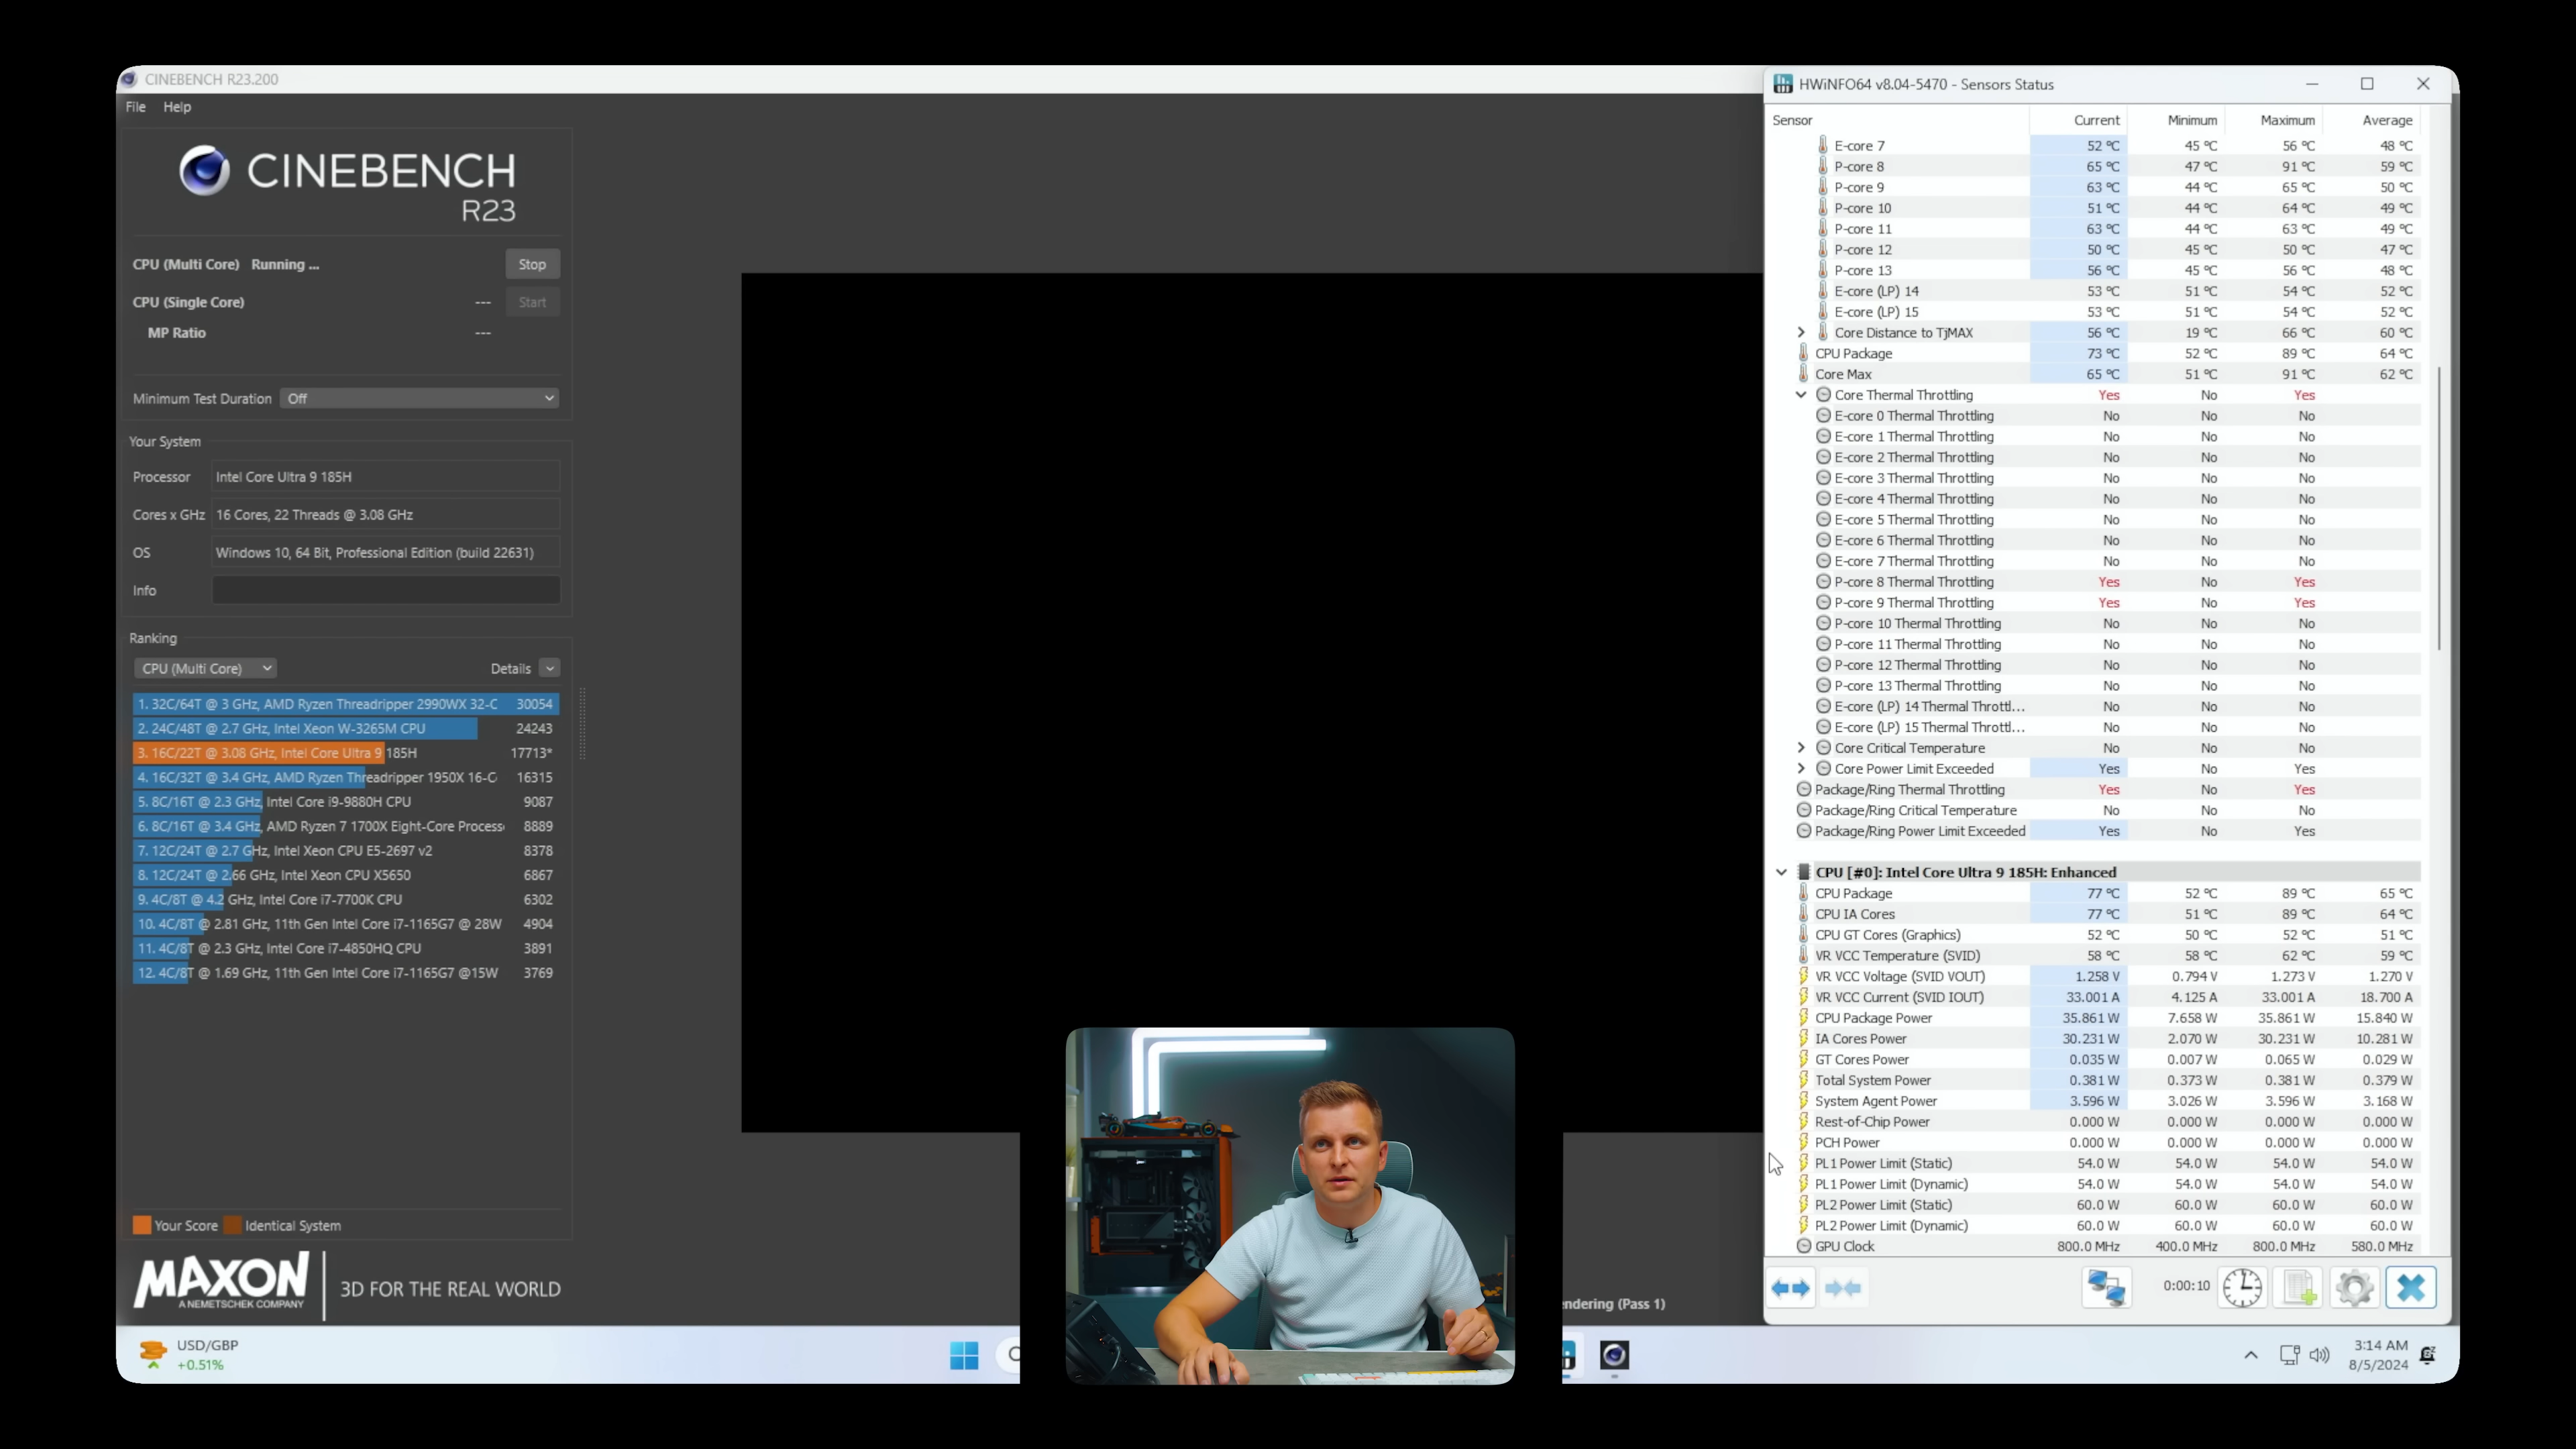 CINEBENCH R23.200
File Help
CINEBENCH
R23
CPU (Multi Core) Running ... Stop
CPU (Single Core) --- Start
MP Ratio ---
Minimum Test Duration Off
Your System
Processor Intel Core Ultra 9 185H
Cores x GHz 16 Cores, 22 Threads @ 3.08 GHz
OS Windows 10, 64 Bit, Professional Edition (build 22631)
Info
Ranking
CPU (Multi Core) Details
1. 32C/64T @ 3 GHz, AMD Ryzen Threadripper 2990WX 32-C 30054
2. 24C/48T @ 2.7 GHz, Intel Xeon W-3265M CPU 24243
3. 16C/22T @ 3.08 GHz, Intel Core Ultra 9 185H 17713*
4. 16C/32T @ 3.4 GHz, AMD Ryzen Threadripper 1950X 16-C 16315
5. 8C/16T @ 2.3 GHz, Intel Core i9-9880H CPU 9087
6. 8C/16T @ 3.4 GHz, AMD Ryzen 7 1700X Eight-Core Process 8889
7. 12C/24T @ 2.7 GHz, Intel Xeon CPU E5-2697 v2 8378
8. 12C/24T @ 2.66 GHz, Intel Xeon CPU X5650 6867
9. 4C/8T @ 4.2 GHz, Intel Core i7-7700K CPU 6302
10. 4C/8T @ 2.81 GHz, 11th Gen Intel Core i7-1165G7 @ 28W 4904
11. 4C/8T @ 2.3 GHz, Intel Core i7-4850HQ CPU 3891
12. 4C/8T @ 1.69 GHz, 11th Gen Intel Core i7-1165G7 @15W 3769
Your Score Identical System
MAXON
A NEMETSCHEK COMPANY
3D FOR THE REAL WORLD
ndering (Pass 1)
HWiNFO64 v8.04-5470 - Sensors Status
Sensor Current Minimum Maximum Average
E-core 7 52 °C 45 °C 56 °C 48 °C
P-core 8 65 °C 47 °C 91 °C 59 °C
P-core 9 63 °C 44 °C 65 °C 50 °C
P-core 10 51 °C 44 °C 64 °C 49 °C
P-core 11 63 °C 44 °C 63 °C 49 °C
P-core 12 50 °C 45 °C 50 °C 47 °C
P-core 13 56 °C 45 °C 56 °C 48 °C
E-core (LP) 14 53 °C 51 °C 54 °C 52 °C
E-core (LP) 15 53 °C 51 °C 54 °C 52 °C
Core Distance to TjMAX 56 °C 19 °C 66 °C 60 °C
CPU Package 73 °C 52 °C 89 °C 64 °C
Core Max 65 °C 51 °C 91 °C 62 °C
Core Thermal Throttling Yes No Yes
E-core 0 Thermal Throttling No No No
E-core 1 Thermal Throttling No No No
E-core 2 Thermal Throttling No No No
E-core 3 Thermal Throttling No No No
E-core 4 Thermal Throttling No No No
E-core 5 Thermal Throttling No No No
E-core 6 Thermal Throttling No No No
E-core 7 Thermal Throttling No No No
P-core 8 Thermal Throttling Yes No Yes
P-core 9 Thermal Throttling Yes No Yes
P-core 10 Thermal Throttling No No No
P-core 11 Thermal Throttling No No No
P-core 12 Thermal Throttling No No No
P-core 13 Thermal Throttling No No No
E-core (LP) 14 Thermal Throttl... No No No
E-core (LP) 15 Thermal Throttl... No No No
Core Critical Temperature No No No
Core Power Limit Exceeded Yes No Yes
Package/Ring Thermal Throttling Yes No Yes
Package/Ring Critical Temperature No No No
Package/Ring Power Limit Exceeded Yes No Yes
CPU [#0]: Intel Core Ultra 9 185H: Enhanced
CPU Package 77 °C 52 °C 89 °C 65 °C
CPU IA Cores 77 °C 51 °C 89 °C 64 °C
CPU GT Cores (Graphics) 52 °C 50 °C 52 °C 51 °C
VR VCC Temperature (SVID) 58 °C 58 °C 62 °C 59 °C
VR VCC Voltage (SVID VOUT) 1.258 V 0.794 V 1.273 V 1.270 V
VR VCC Current (SVID IOUT) 33.001 A 4.125 A 33.001 A 18.700 A
CPU Package Power 35.861 W 7.658 W 35.861 W 15.840 W
IA Cores Power 30.231 W 2.070 W 30.231 W 10.281 W
GT Cores Power 0.035 W 0.007 W 0.065 W 0.029 W
Total System Power 0.381 W 0.373 W 0.381 W 0.379 W
System Agent Power 3.596 W 3.026 W 3.596 W 3.168 W
Rest-of-Chip Power 0.000 W 0.000 W 0.000 W 0.000 W
PCH Power 0.000 W 0.000 W 0.000 W 0.000 W
PL1 Power Limit (Static) 54.0 W 54.0 W 54.0 W 54.0 W
PL1 Power Limit (Dynamic) 54.0 W 54.0 W 54.0 W 54.0 W
PL2 Power Limit (Static) 60.0 W 60.0 W 60.0 W 60.0 W
PL2 Power Limit (Dynamic) 60.0 W 60.0 W 60.0 W 60.0 W
GPU Clock 800.0 MHz 400.0 MHz 800.0 MHz 580.0 MHz
0:00:10
USD/GBP
+0.51%
3:14 AM
8/5/2024